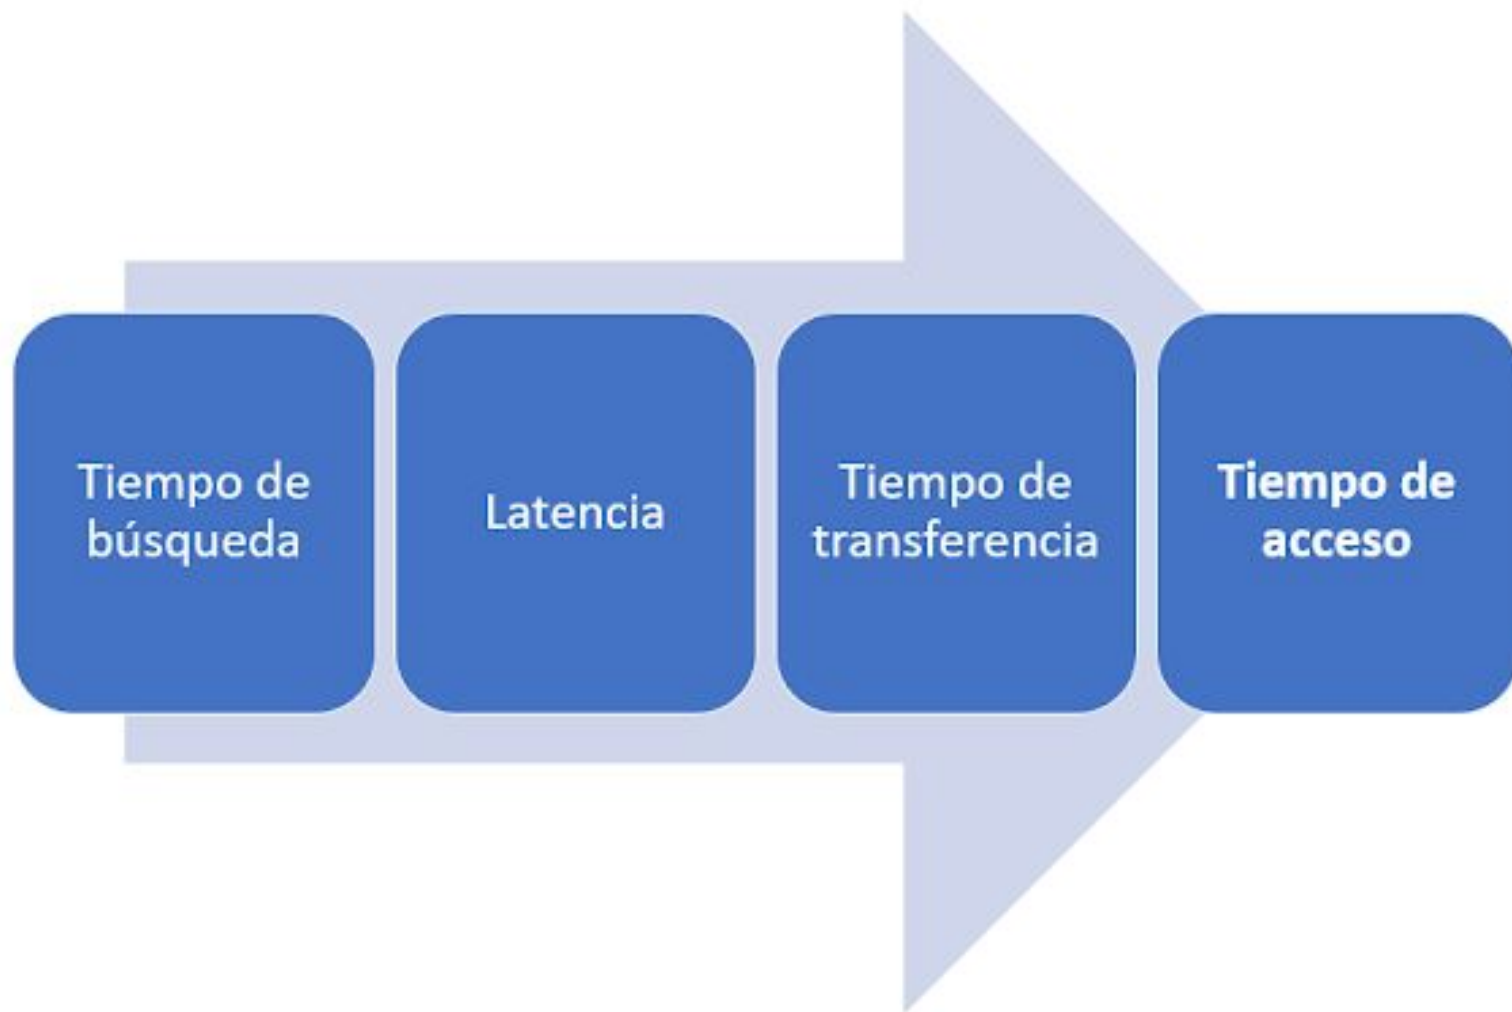 Tiempo de
búsqueda
Latencia
Tiempo de
transferencia
Tiempo de
acceso